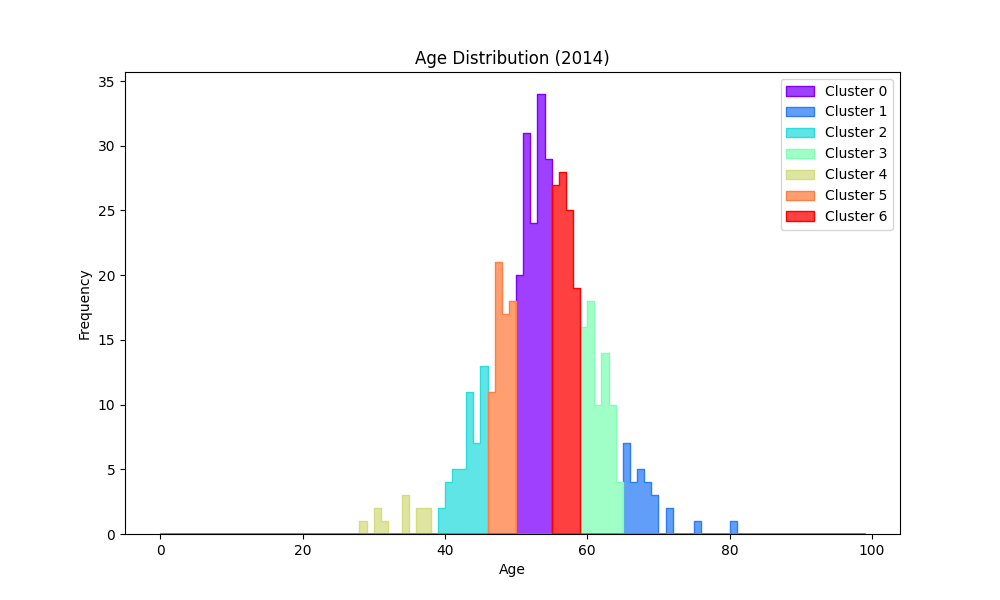 Age Distribution (2014)
Frequency
35
30
25
20
15
10
5
0
0 20 40 60 80 100
Age
Cluster 0
Cluster 1
Cluster 2
Cluster 3
Cluster 4
Cluster 5
Cluster 6